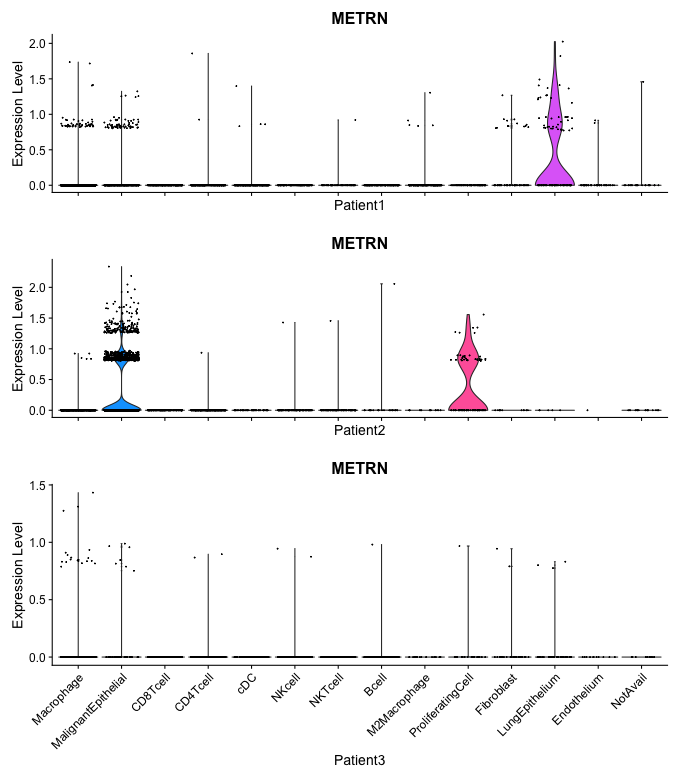 METRN
Expression Level
2.0
1.5
1.0
0.5
0.0
Patient1
METRN
Expression Level
2.0
1.5
1.0
0.5
0.0
Patient2
METRN
Expression Level
1.5
1.0
0.5
0.0
Macrophage
MalignantEpithelial
CD8Tcell
CD4Tcell
cDC
NKcell
NKTcell
Bcell
M2Macrophage
ProliferatingCell
Fibroblast
LungEpithelium
Endothelium
NotAvail
Patient3